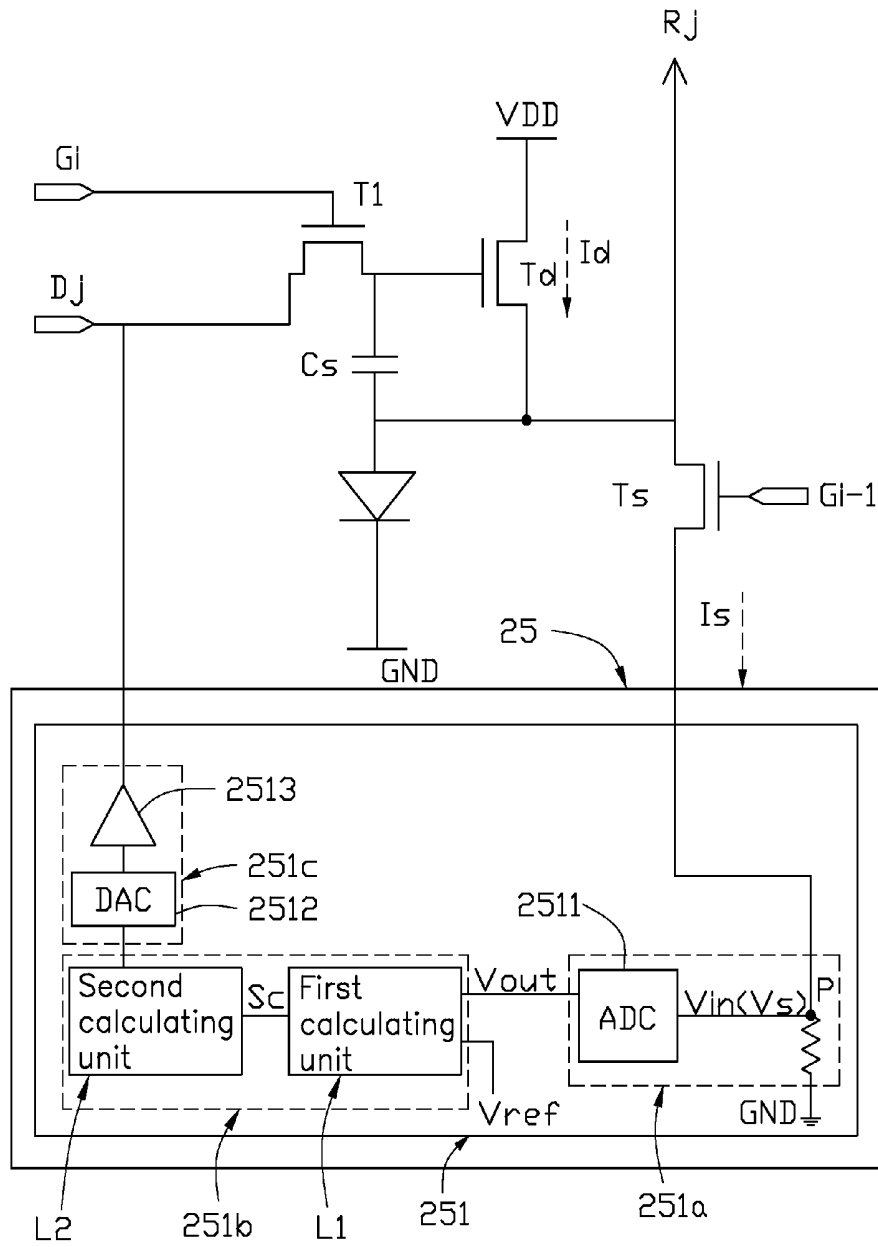 Rj
VDD
Gi
T1
Td
Id
Dj
Cs
Ts
Gi-1
Is
25
GND
2513
251c
DAC
2512
2511
Second
calculating
unit
Sc
First
calculating
unit
Vout
ADC
Vin(Vs)
P
Vref
GND
L2
251b
L1
251
251a